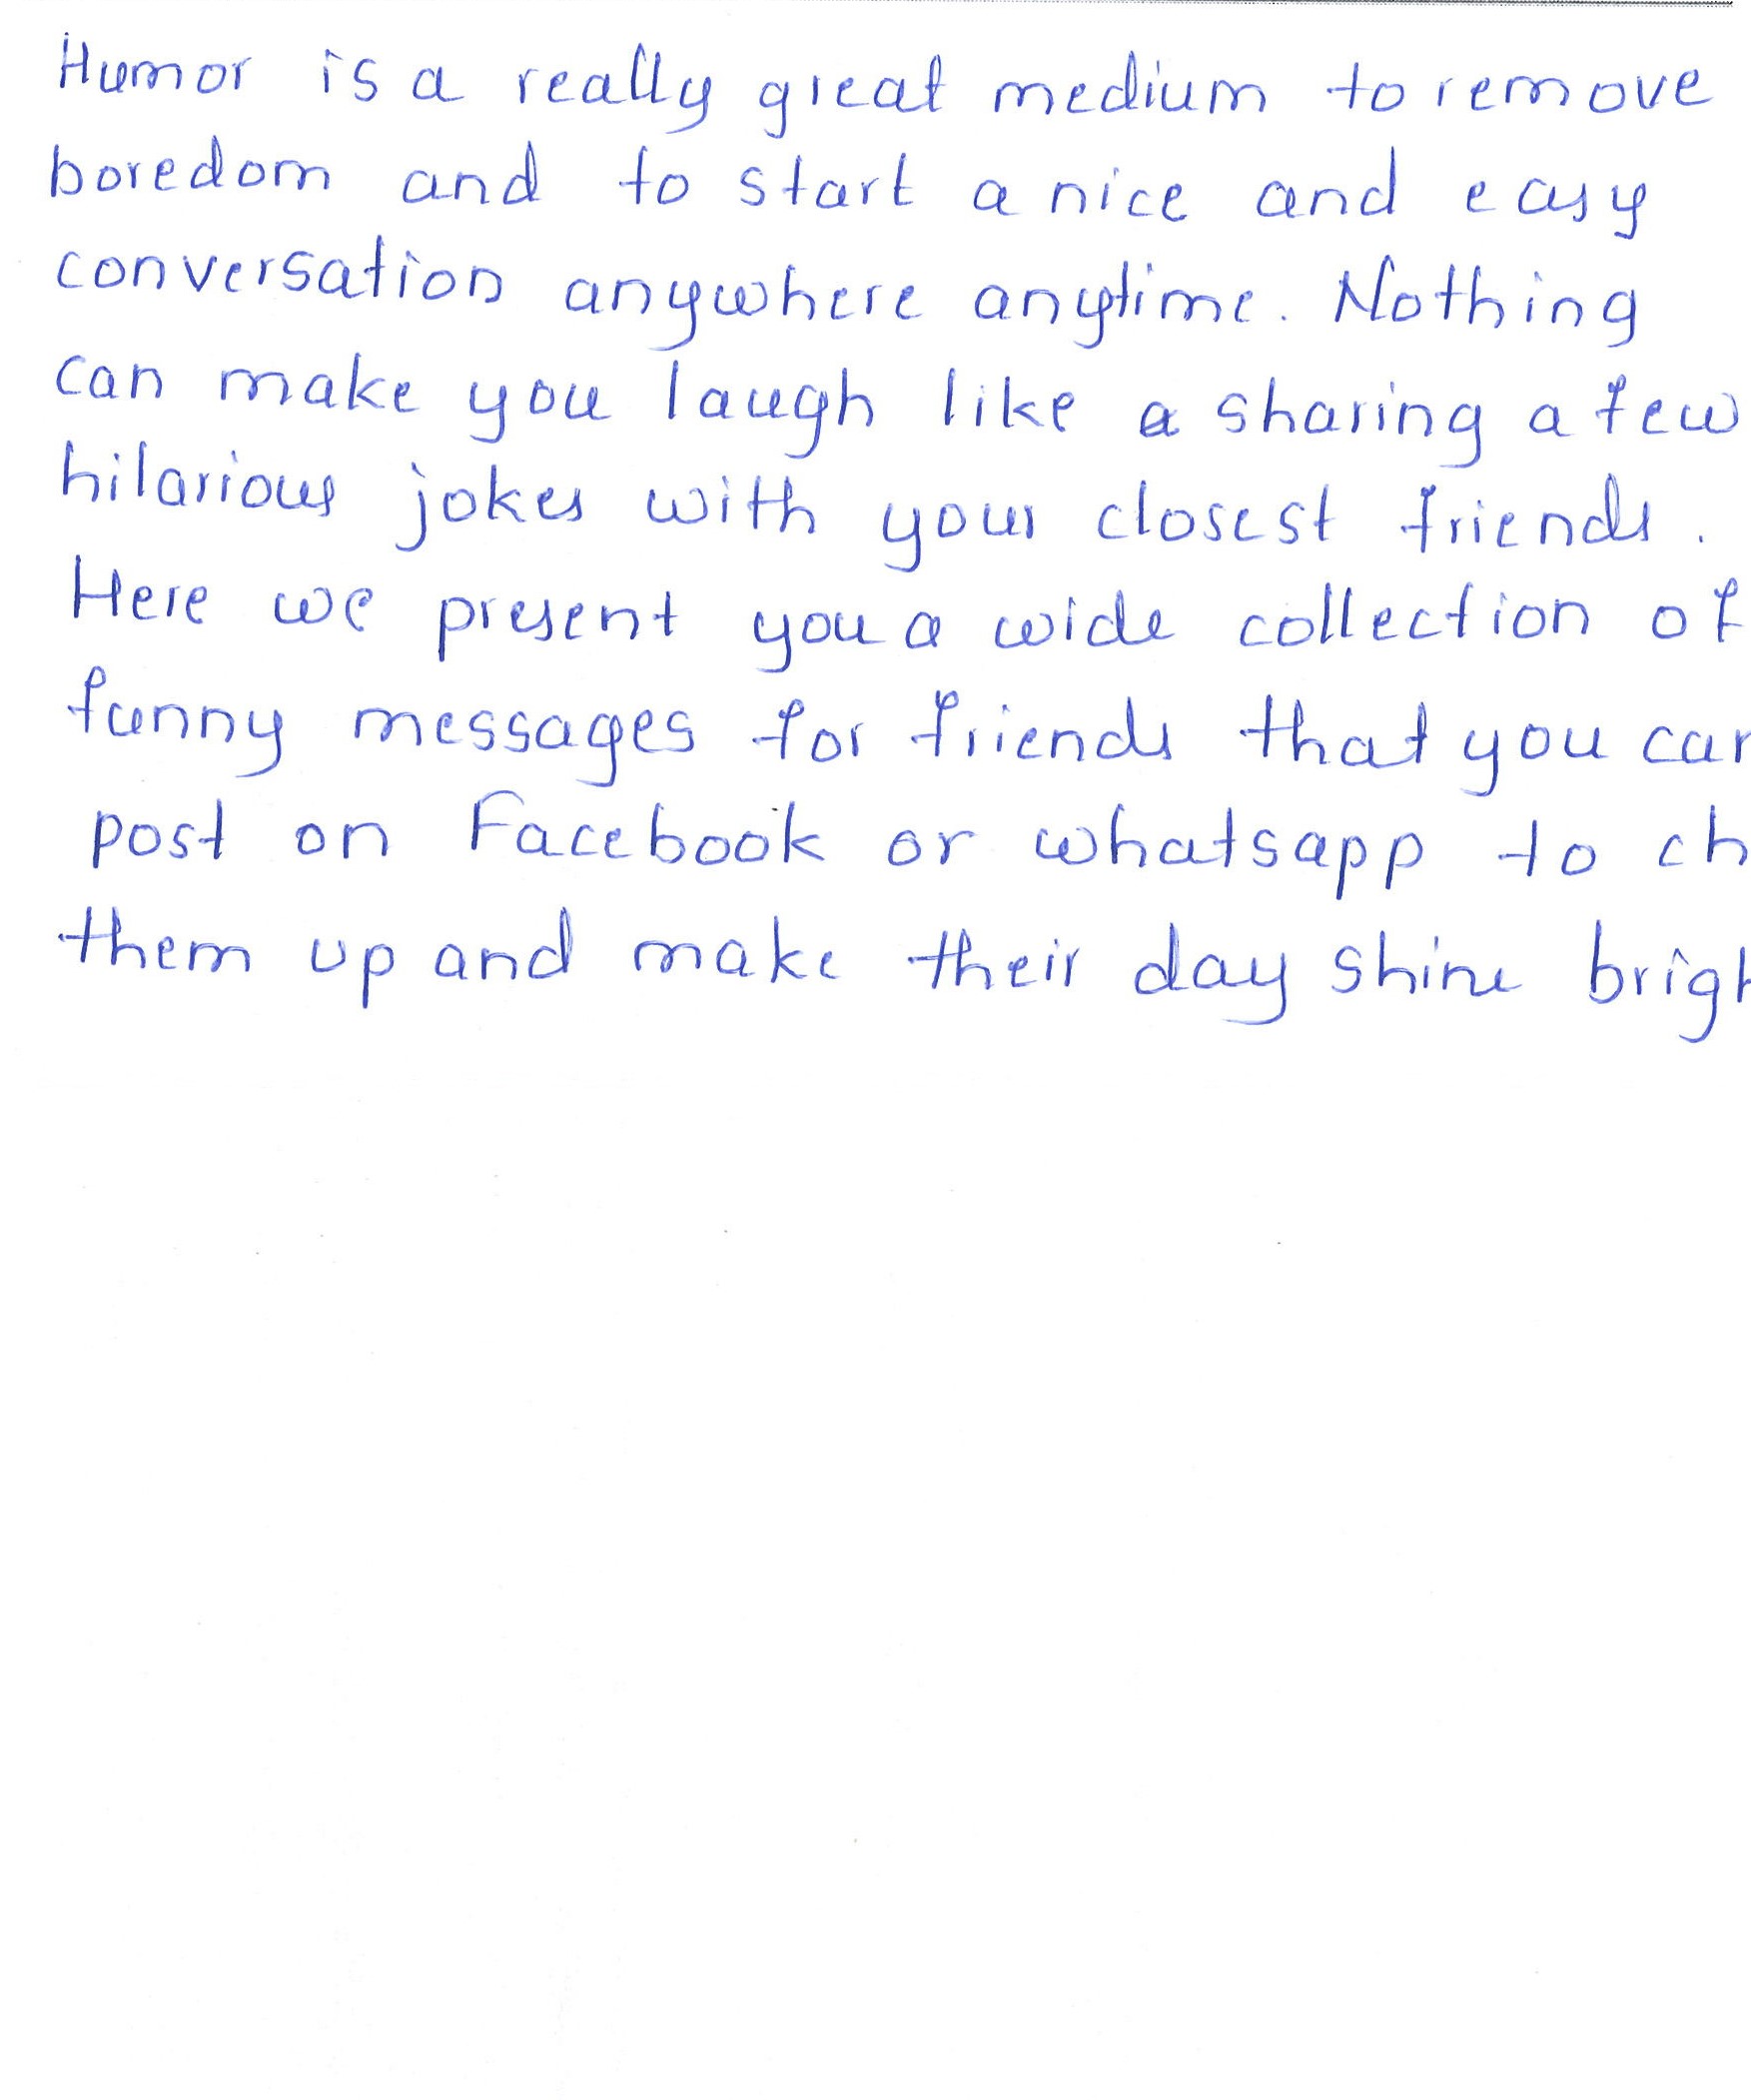 Humor is a really great medium to remove
boredom and to start a nice and easy
conversation anywhere anytime. Nothing
can make you laugh like a sharing a few
hilarious jokes with your closest friends.
Here we present you a wide collection of
funny messages for friends that you can
post on Facebook or whatsapp to ch
them up and make their day shine brigh